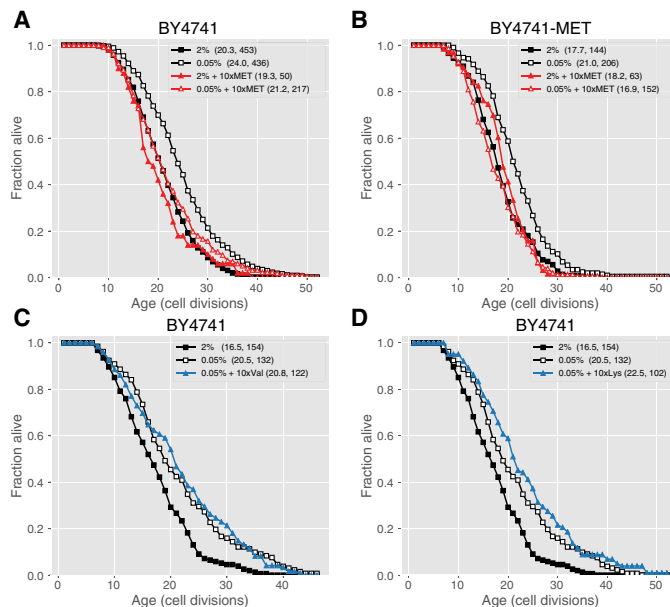 A
BY4741
2% (20.3, 453)
0.05% (24.0, 436)
2% + 10xMET (19.3, 50)
0.05% + 10xMET (21.2, 217)
Fraction alive
1.0
0.8
0.6
0.4
0.2
0.0
0 10 20 30 40 50
Age (cell divisions)
B
BY4741-MET
2% (17.7, 144)
0.05% (21.0, 206)
2% + 10xMET (18.2, 63)
0.05% + 10xMET (16.9, 152)
Fraction alive
1.0
0.8
0.6
0.4
0.2
0.0
0 10 20 30 40 50
Age (cell divisions)
C
BY4741
2% (16.5, 154)
0.05% (20.5, 132)
0.05% + 10xVal (20.8, 122)
Fraction alive
1.0
0.8
0.6
0.4
0.2
0.0
0 10 20 30 40
Age (cell divisions)
D
BY4741
2% (16.5, 154)
0.05% (20.5, 132)
0.05% + 10xLys (22.5, 102)
Fraction alive
1.0
0.8
0.6
0.4
0.2
0.0
0 10 20 30 40 50
Age (cell divisions)